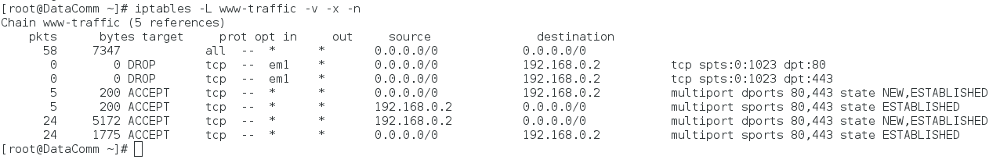 [root@DataComm ~]# iptables -L www-traffic -v -x -n
Chain www-traffic (5 references)
    pkts      bytes target     prot opt in     out     source               destination
      58     7347            all  --  *      *       0.0.0.0/0            0.0.0.0/0
       0        0 DROP       tcp  --  em1    *       0.0.0.0/0            192.168.0.2          tcp spts:0:1023 dpt:80
       0        0 DROP       tcp  --  em1    *       0.0.0.0/0            192.168.0.2          tcp spts:0:1023 dpt:443
       5      200 ACCEPT     tcp  --  *      *       0.0.0.0/0            192.168.0.2          multiport dports 80,443 state NEW,ESTABLISHED
       5      200 ACCEPT     tcp  --  *      *       192.168.0.2          0.0.0.0/0            multiport sports 80,443 state ESTABLISHED
      24     5172 ACCEPT     tcp  --  *      *       192.168.0.2          0.0.0.0/0            multiport dports 80,443 state NEW,ESTABLISHED
      24     1775 ACCEPT     tcp  --  *      *       0.0.0.0/0            192.168.0.2          multiport sports 80,443 state ESTABLISHED
[root@DataComm ~]#